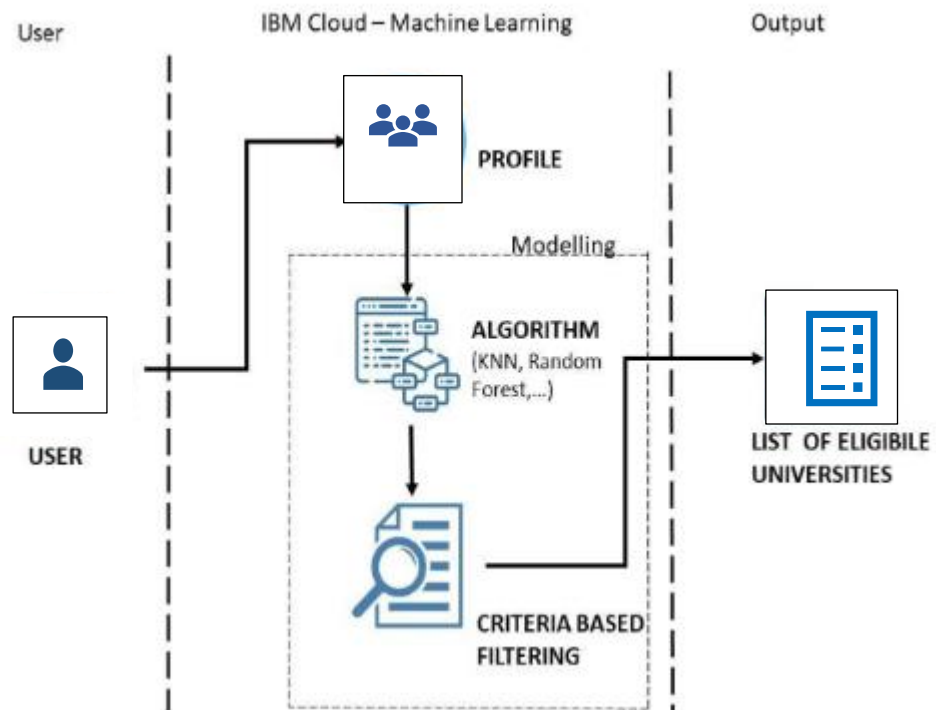 User
IBM Cloud – Machine Learning
Output
PROFILE
Modelling
ALGORITHM
(KNN, Random
Forest,...)
USER
LIST OF ELIGIBILE
UNIVERSITIES
CRITERIA BASED
FILTERING